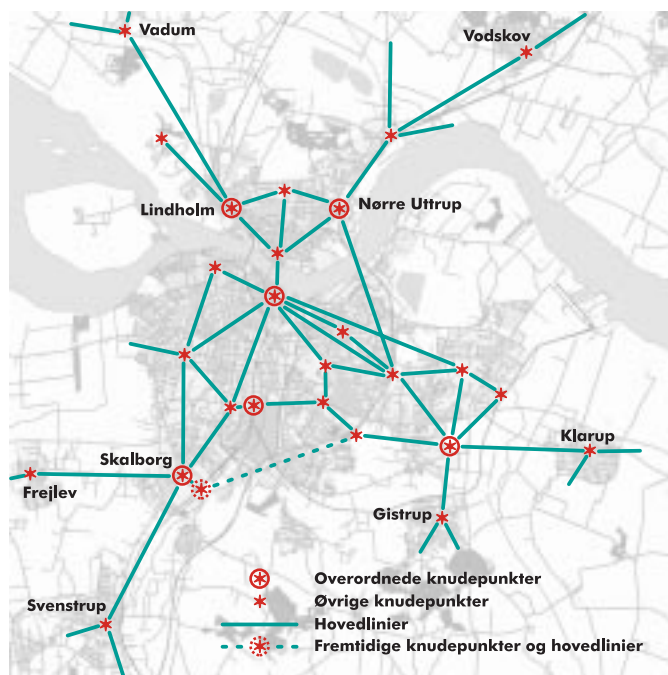 Vadum
Vodskov
Lindholm
Nørre Uttrup
Skalborg
Klarup
Frejlev
Gistrup
Svenstrup
Overordnede knudepunkter
Øvrige knudepunkter
Hovedlinier
Fremtidige knudepunkter og hovedlinier